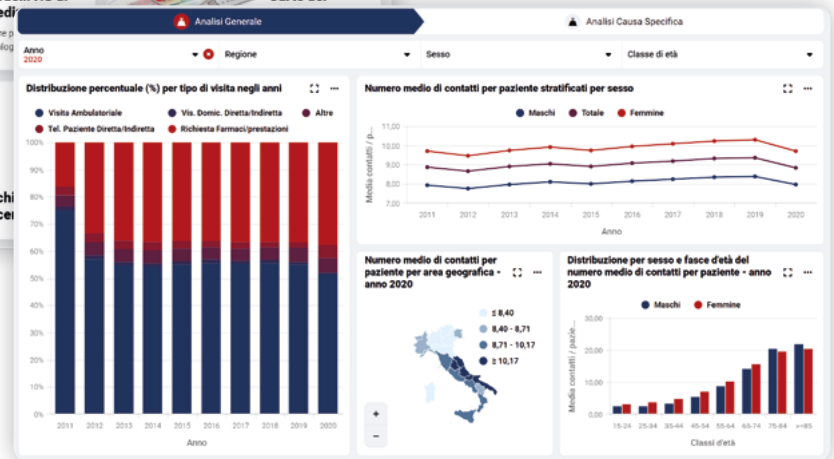 Analisi Generale
Analisi Causa Specifica
Anno
2020
Regione
Sesso
Classe di età
Distribuzione percentuale (%) per tipo di visita negli anni
Visita Ambulatoriale
Vis. Domic. Diretta/Indiretta
Altre
Tel. Paziente Diretta/Indiretta
Richiesta Farmaci/prestazioni
100%
90%
80%
70%
60%
50%
40%
30%
20%
10%
0%
2011
2012
2013
2014
2015
2016
2017
2018
2019
2020
Anno
Numero medio di contatti per paziente stratificati per sesso
Maschi
Totale
Femmine
Media contatti / p...
11,00
10,00
9,00
8,00
7,00
2011
2012
2013
2014
2015
2016
2017
2018
2019
2020
Anno
Numero medio di contatti per
paziente per area geografica -
anno 2020
≤ 8,40
8,40 - 8,71
8,71 - 10,17
≥ 10,17
+
−
Distribuzione per sesso e fasce d'età del
numero medio di contatti per paziente - anno
2020
Maschi
Femmine
Media contatti / pazie...
30,00
20,00
10,00
0,00
15-24
25-34
35-44
45-54
55-64
65-74
75-84
>=85
Classi d'età